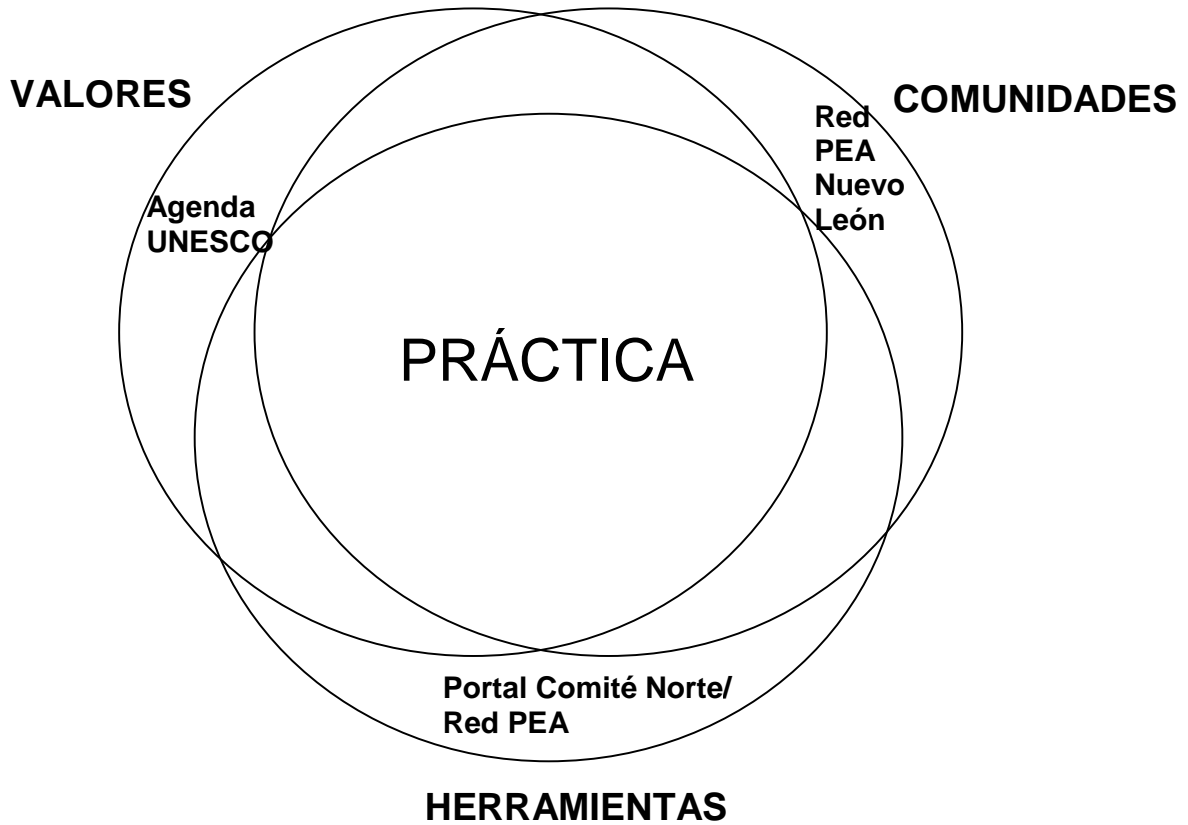 VALORES
COMUNIDADES
Red
PEA
Nuevo
León
Agenda
UNESCO
PRÁCTICA
Portal Comité Norte/
Red PEA
HERRAMIENTAS